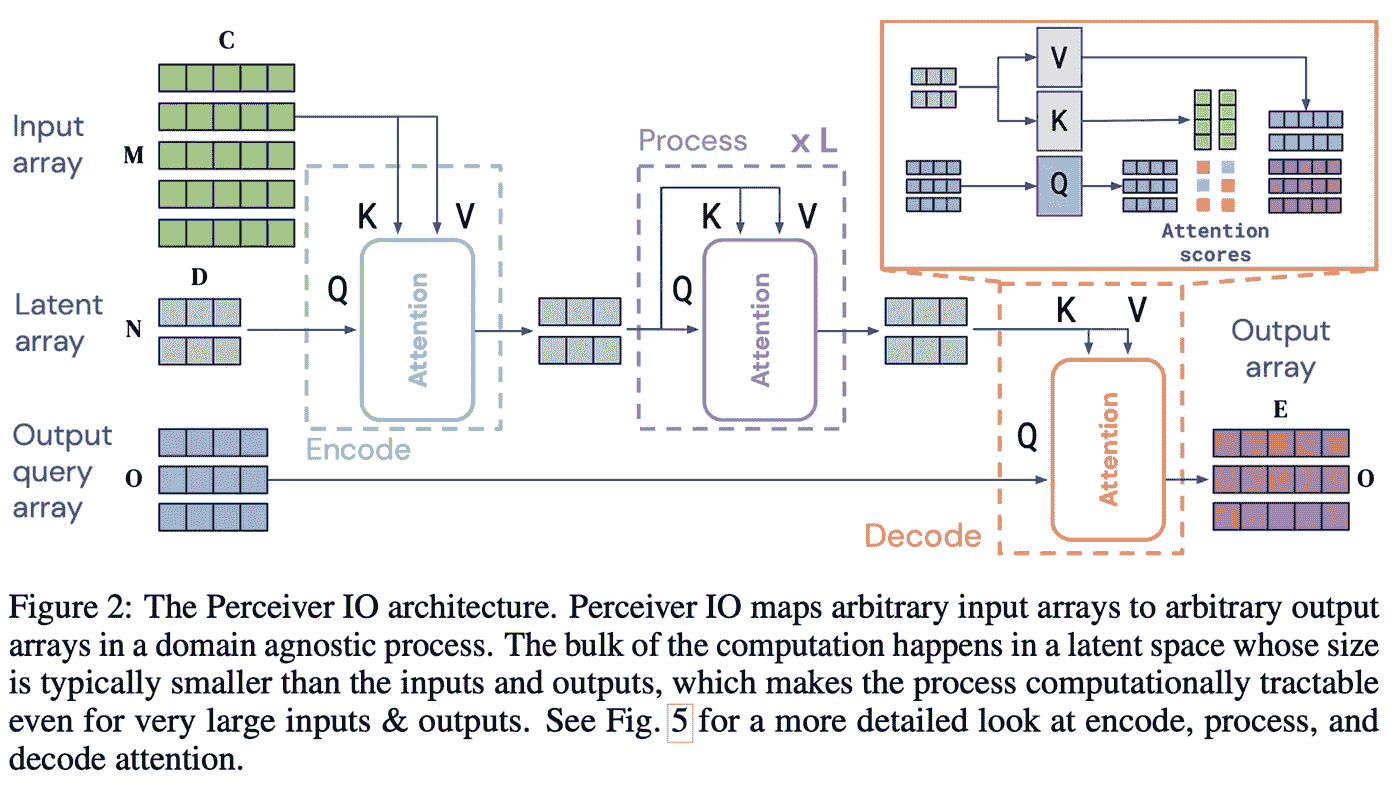 C
Input
array
M
D
Latent
array
N
Output
query
array
O
K
V
Q
Attention
Encode
Process
x L
K
V
Q
Attention
V
K
Q
Attention
scores
K
V
Q
Attention
Decode
Output
array
E
O
Figure 2: The Perceiver IO architecture. Perceiver IO maps arbitrary input arrays to arbitrary output
arrays in a domain agnostic process. The bulk of the computation happens in a latent space whose size
is typically smaller than the inputs and outputs, which makes the process computationally tractable
even for very large inputs & outputs. See Fig. 5 for a more detailed look at encode, process, and
decode attention.